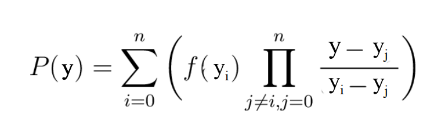 P(y) = \sum_{i=0}^{n} \left( f(y_i) \prod_{j \neq i, j=0}^{n} \frac{y - y_j}{y_i - y_j} \right)